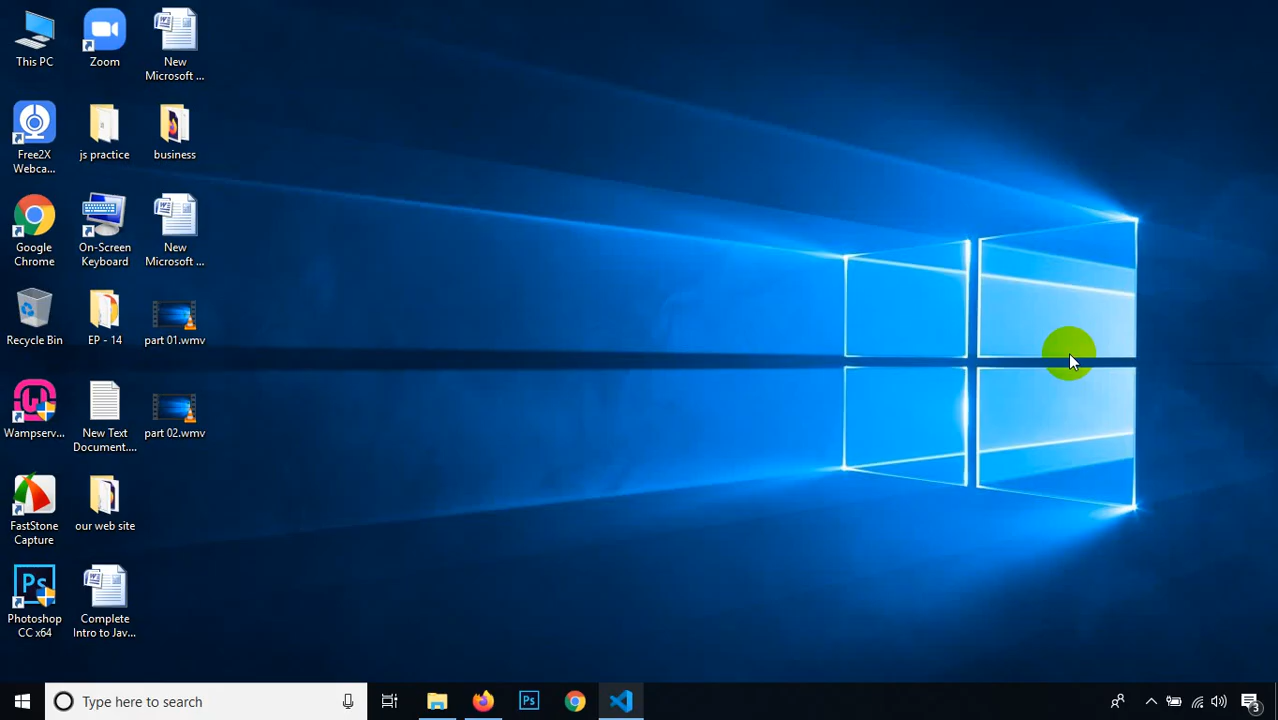 This PC
Zoom
New
Microsoft ...
Free2X
Webca...
js practice
business
Google
Chrome
On-Screen
Keyboard
New
Microsoft ...
Recycle Bin
EP - 14
part 01.wmv
Wampserv...
New Text
Document....
part 02.wmv
FastStone
Capture
our web site
Photoshop
CC x64
Complete
Intro to Jav...
Type here to search
Ps
3